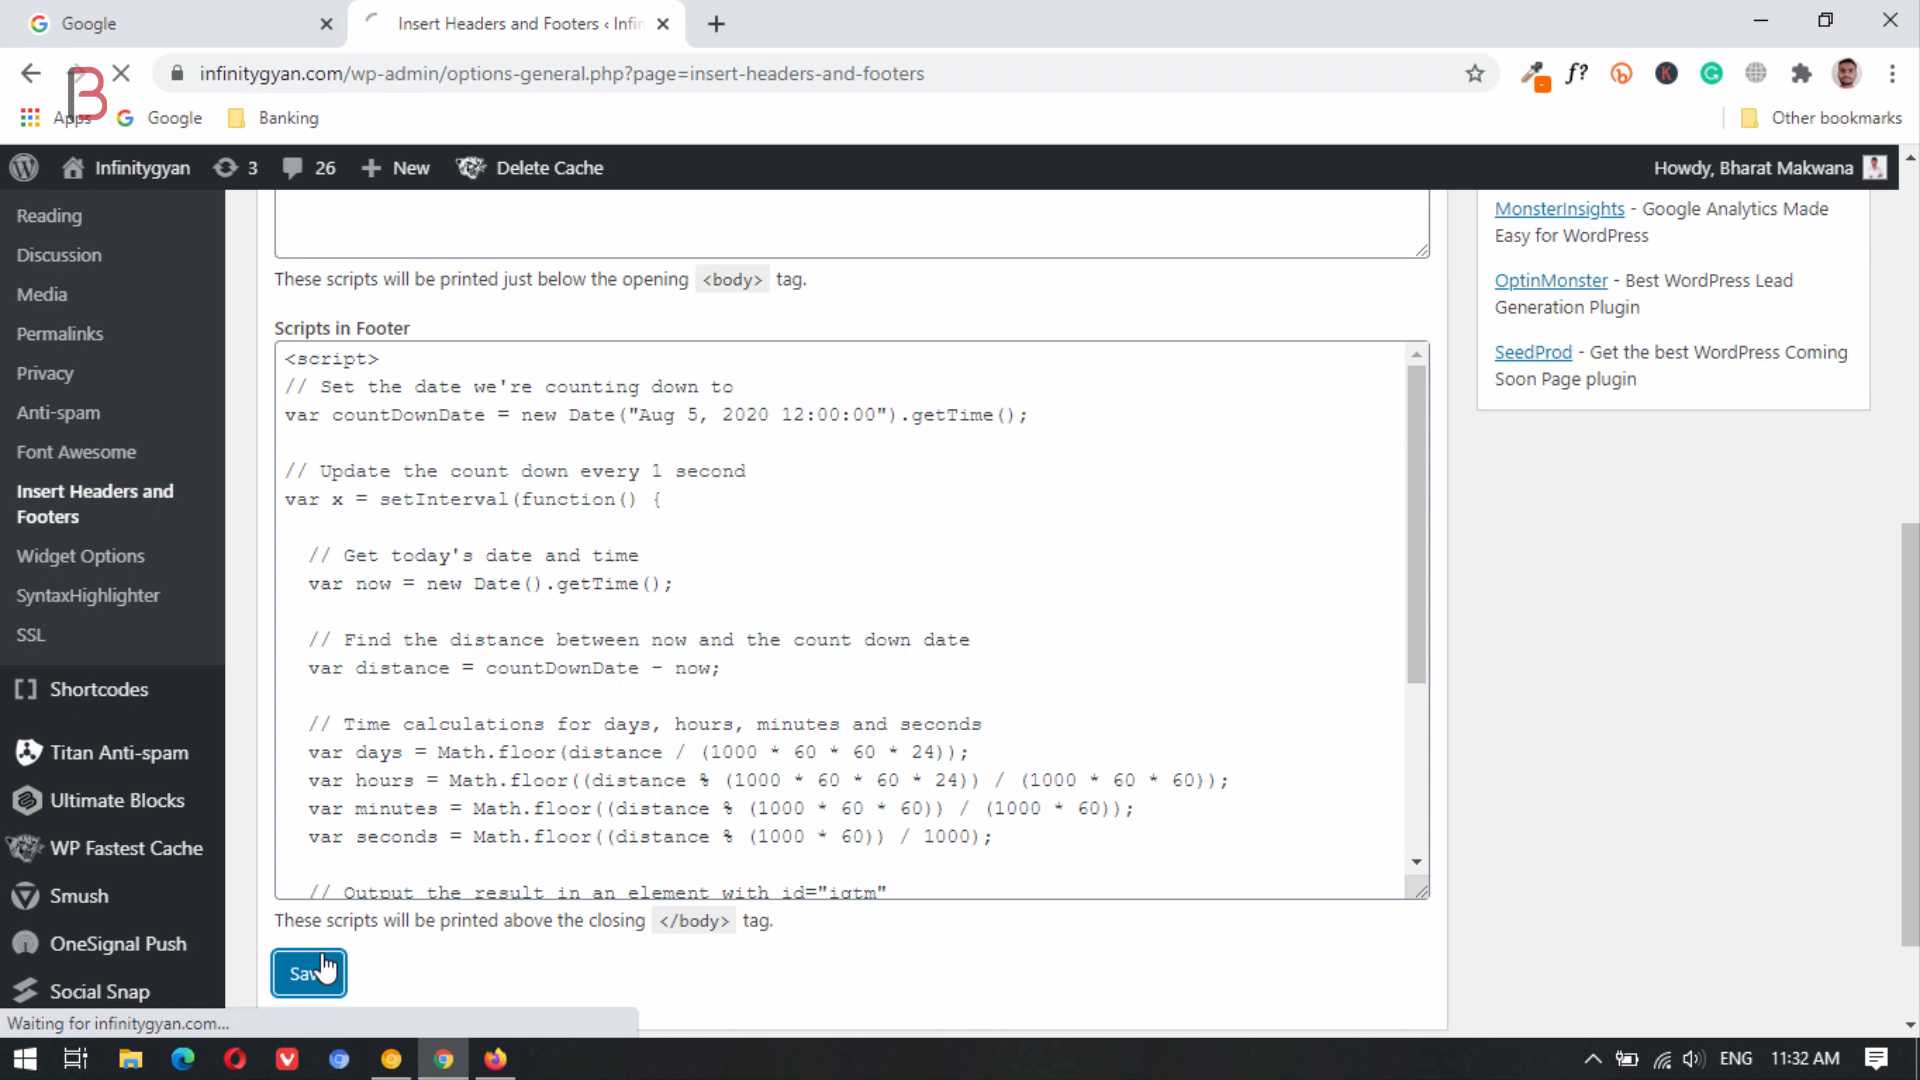 Google
Insert Headers and Footers ‹ Infi
infinitygyan.com/wp-admin/options-general.php?page=insert-headers-and-footers
f?
Apps
Google
Banking
Other bookmarks
Infinitygyan
3
26
New
Delete Cache
Howdy, Bharat Makwana
Reading
Discussion
Media
Permalinks
Privacy
Anti-spam
Font Awesome
Insert Headers and
Footers
Widget Options
SyntaxHighlighter
SSL
Shortcodes
Titan Anti-spam
Ultimate Blocks
WP Fastest Cache
Smush
OneSignal Push
Social Snap
These scripts will be printed just below the opening <body> tag.
Scripts in Footer
<script>
// Set the date we're counting down to
var countDownDate = new Date("Aug 5, 2020 12:00:00").getTime();
// Update the count down every 1 second
var x = setInterval(function() {
// Get today's date and time
var now = new Date().getTime();
// Find the distance between now and the count down date
var distance = countDownDate - now;
// Time calculations for days, hours, minutes and seconds
var days = Math.floor(distance / (1000 * 60 * 60 * 24));
var hours = Math.floor((distance % (1000 * 60 * 60 * 24)) / (1000 * 60 * 60));
var minutes = Math.floor((distance % (1000 * 60 * 60)) / (1000 * 60));
var seconds = Math.floor((distance % (1000 * 60)) / 1000);
// Output the result in an element with id="igtm"
These scripts will be printed above the closing </body> tag.
Save
MonsterInsights - Google Analytics Made
Easy for WordPress
OptinMonster - Best WordPress Lead
Generation Plugin
SeedProd - Get the best WordPress Coming
Soon Page plugin
Waiting for infinitygyan.com...
ENG
11:32 AM